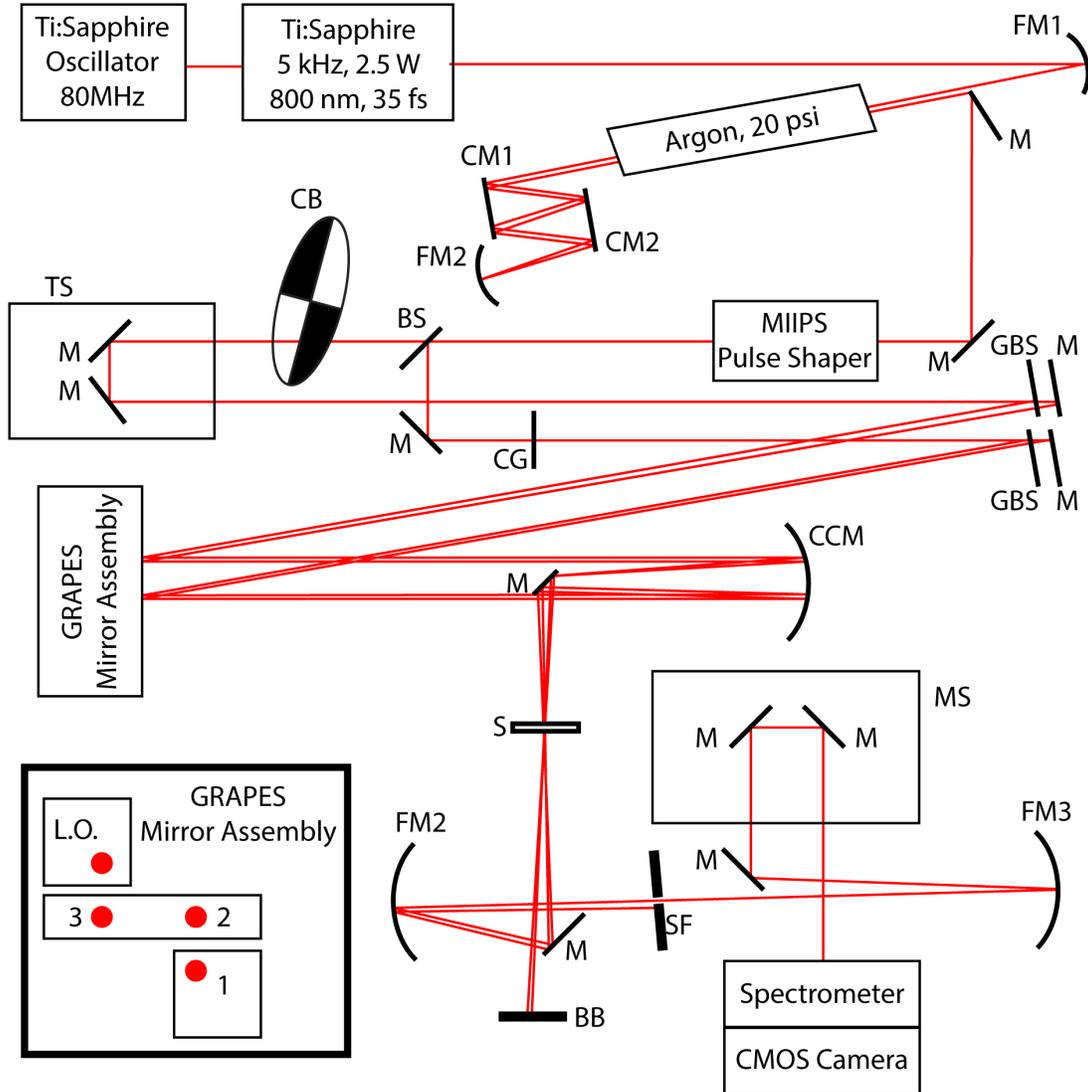 Ti:Sapphire
Oscillator
80MHz
Ti:Sapphire
5 kHz, 2.5 W
800 nm, 35 fs
FM1
Argon, 20 psi
M
CM1
CM2
FM2
CB
TS
M
M
BS
MIIPS
Pulse Shaper
M
GBS
M
M
CG
GBS
M
GRAPES
Mirror Assembly
CCM
M
S
MS
M
M
GRAPES
Mirror Assembly
L.O.
3
2
1
FM2
M
FM3
SF
M
BB
Spectrometer
CMOS Camera